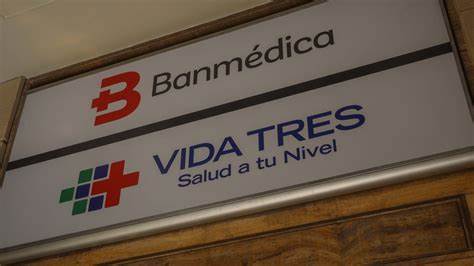 Banmédica
VIDA TRES
Salud a tu Nivel